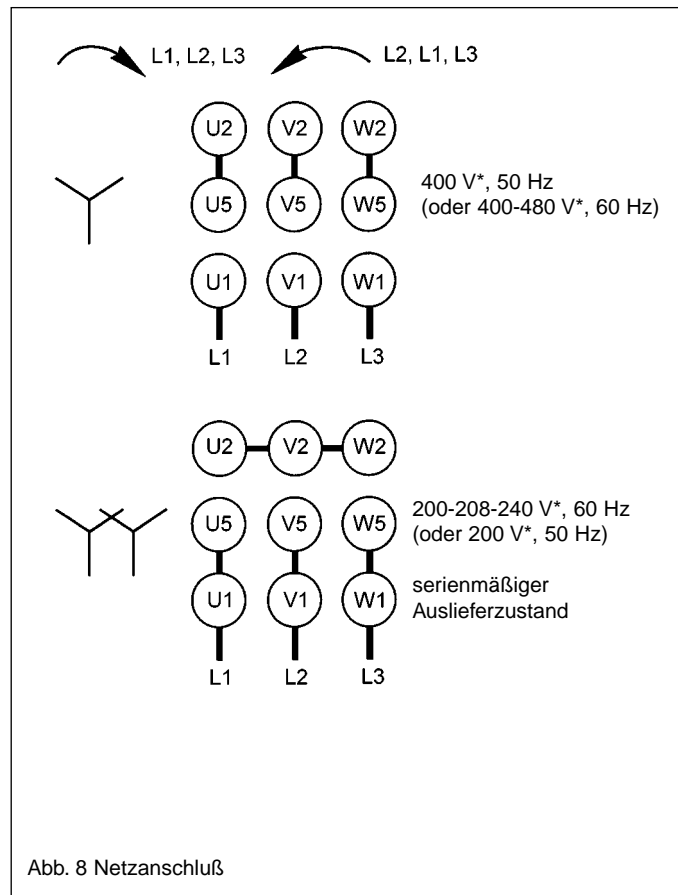 L1, L2, L3 L2, L1, L3
U2 V2 W2
U5 V5 W5
400 V*, 50 Hz
(oder 400-480 V*, 60 Hz)
U1 V1 W1
L1 L2 L3
U2 V2 W2
U5 V5 W5
200-208-240 V*, 60 Hz
(oder 200 V*, 50 Hz)
U1 V1 W1
serienmäßiger
Auslieferzustand
L1 L2 L3
Abb. 8 Netzanschluß